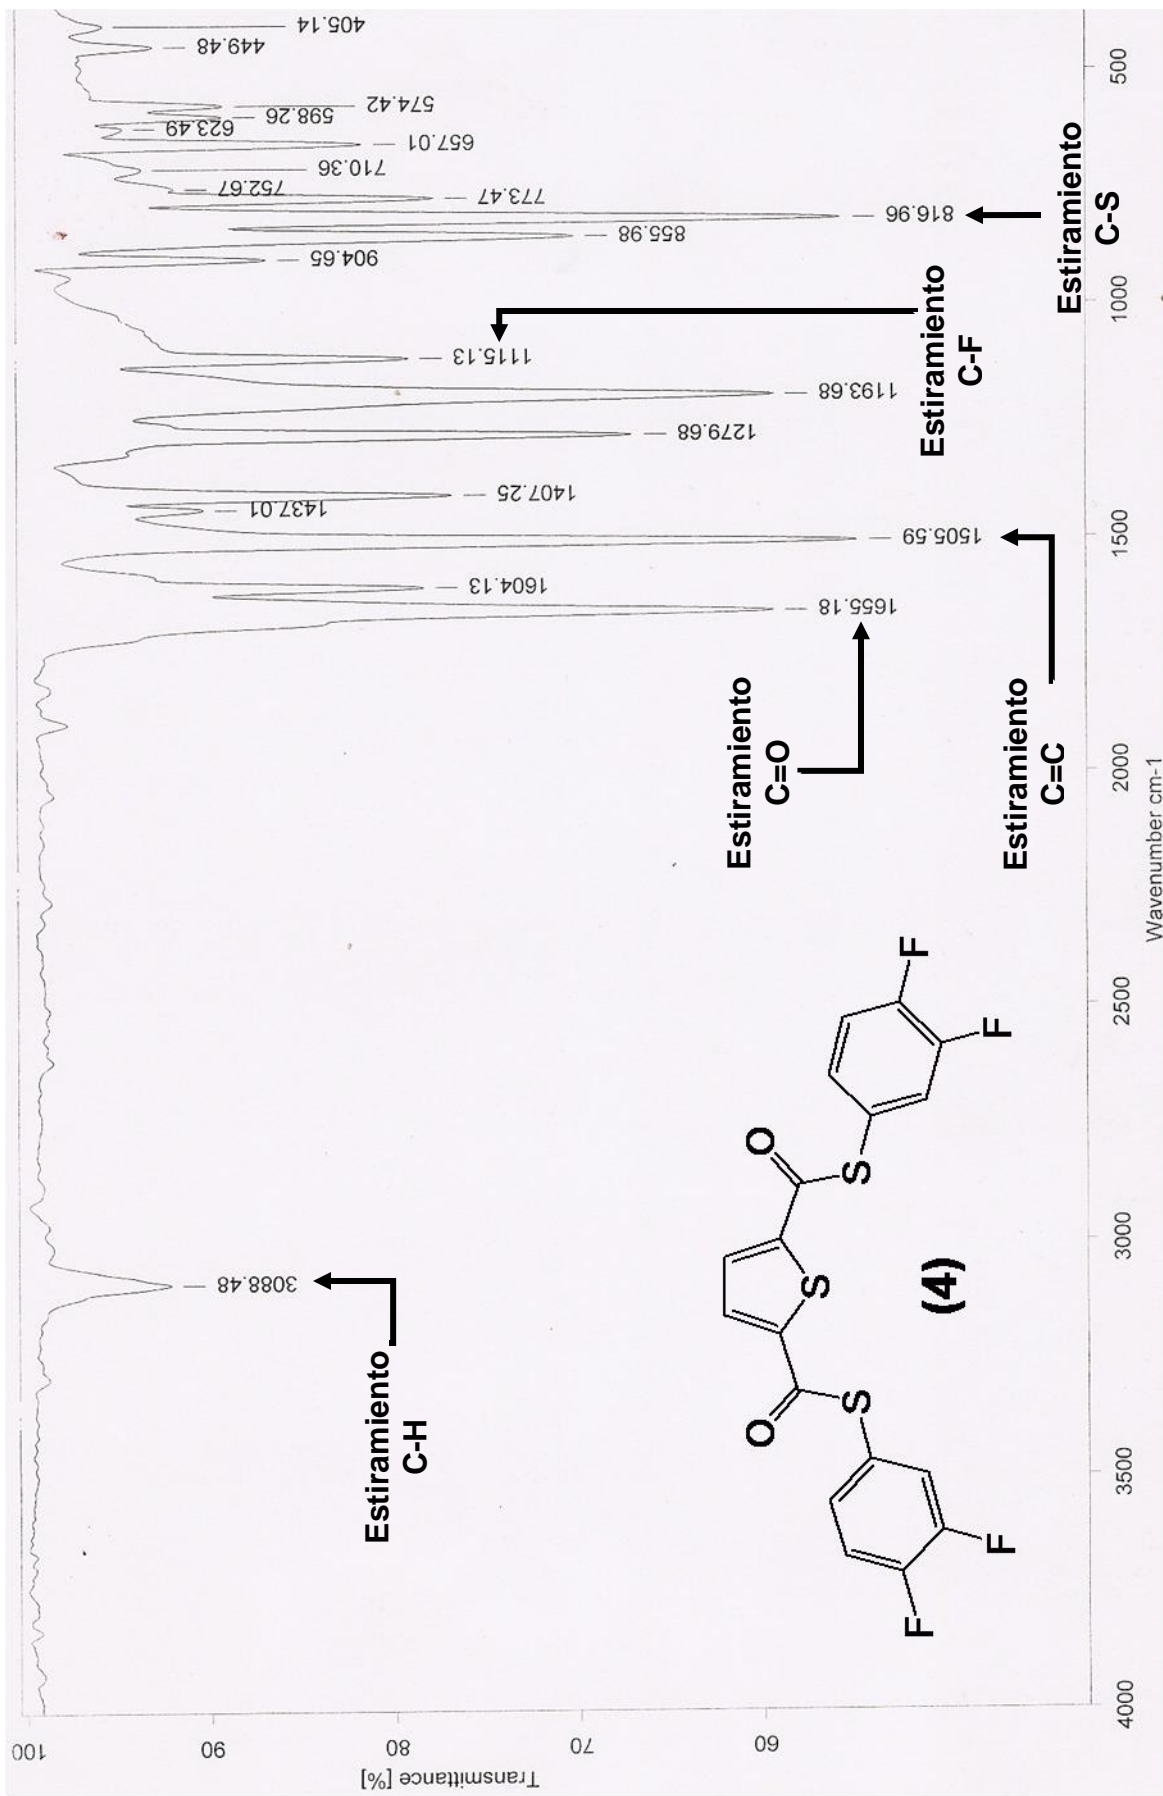 405.14
449.48
574.42
598.26
623.49
657.01
710.36
752.67
773.47
816.96
855.98
904.65
1115.13
1193.68
1279.68
1407.25
1437.01
1505.59
1604.13
1655.18
3088.48
Estiramiento
C-H
Estiramiento
C=O
Estiramiento
C=C
Estiramiento
C-F
Estiramiento
C-S
O
O
S
S
S
F
F
F
F
(4)
100
90
80
70
60
Transmittance [%]
4000
3500
3000
2500
2000
1500
1000
500
Wavenumber cm-1